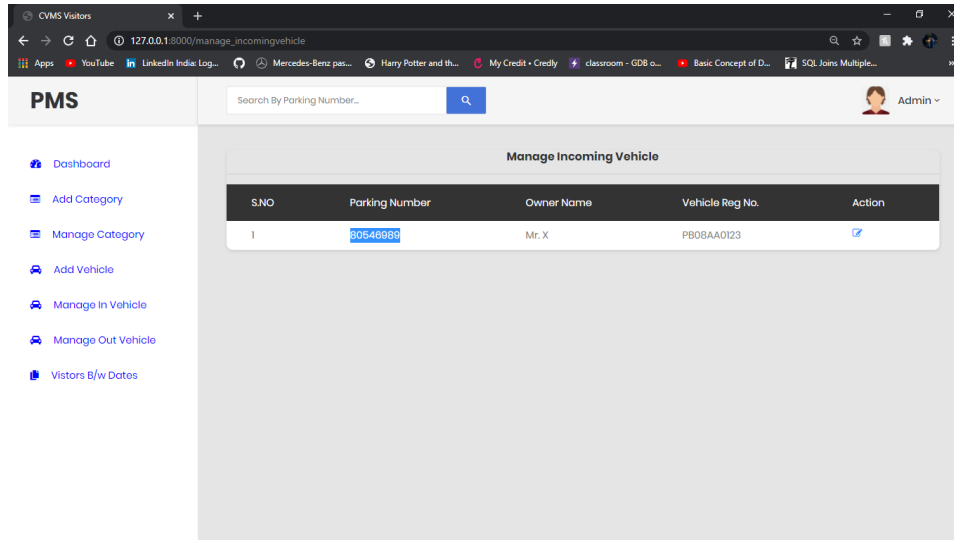 CVMS Visitors
127.0.0.1:8000/manage_incomingvehicle
Apps YouTube LinkedIn India: Log... Mercedes-Benz pas... Harry Potter and th... My Credit • Credly classroom - GDB o... Basic Concept of D... SQL Joins Multiple...
PMS Search By Parking Number... Admin
Manage Incoming Vehicle
Dashboard
Add Category
Manage Category
Add Vehicle
Manage In Vehicle
Manage Out Vehicle
Vistors B/w Dates
S.NO Parking Number Owner Name Vehicle Reg No. Action
1 80546989 Mr. X PB08AA0123